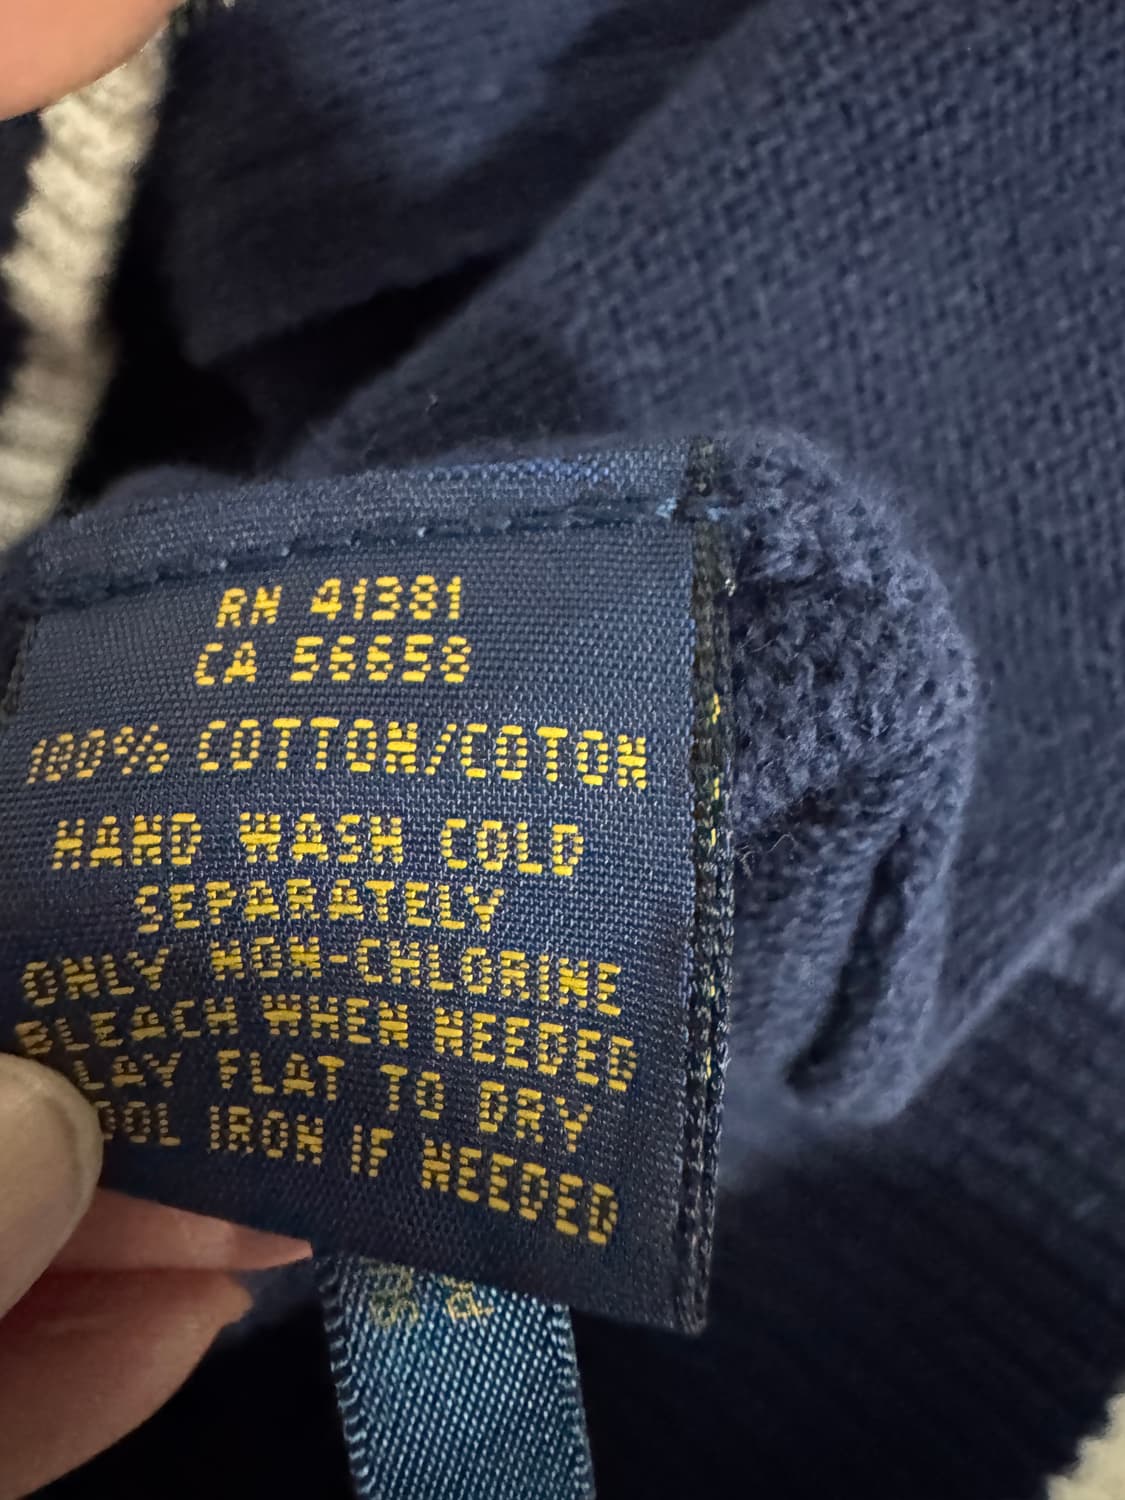 RN 41381
CA 56658
100% COTTON/COTON
HAND WASH COLD
SEPARATELY
ONLY NON-CHLORINE
BLEACH WHEN NEEDED
LAY FLAT TO DRY
IRON IF NEEDED